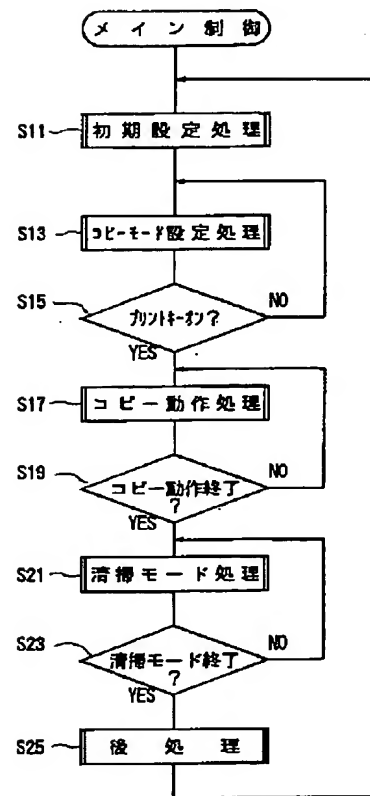 メイン制御
S11
初期設定処理
S13
コピーモード設定処理
S15
プリントキーオン?
NO
YES
S17
コピー動作処理
S19
コピー動作終了
?
NO
YES
S21
清掃モード処理
S23
清掃モード終了
?
NO
YES
S25
後処理